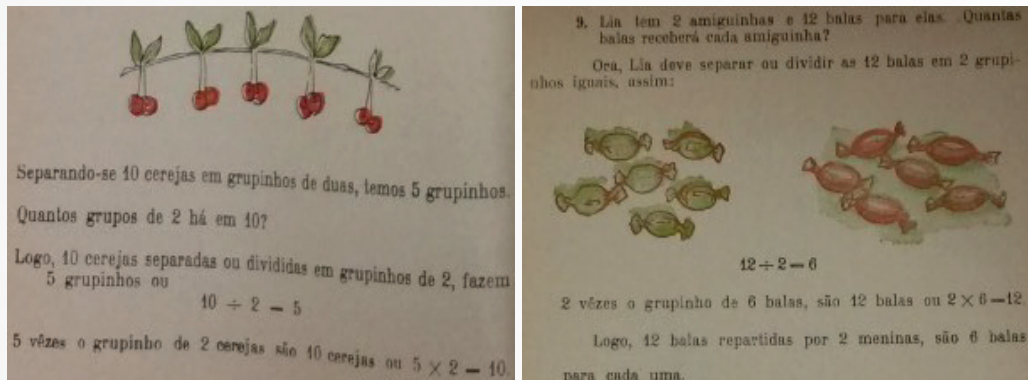 Separando-se 10 cerejas em grupinhos de duas, temos 5 grupinhos.
Quantos grupos de 2 há em 10?
Logo, 10 cerejas separadas ou divididas em grupinhos de 2, fazem
5 grupinhos ou
10 ÷ 2 = 5
5 vêzes o grupinho de 2 cerejas são 10 cerejas ou 5 × 2 = 10.
9. Lia tem 2 amiguinhas e 12 balas para elas. Quantas
balas receberá cada amiguinha?
Ora, Lia deve separar ou dividir as 12 balas em 2 grupi-
nhos iguais, assim:
12 ÷ 2 = 6
2 vêzes o grupinho de 6 balas, são 12 balas ou 2 × 6 = 12.
Logo, 12 balas repartidas por 2 meninas, são 6 balas
para cada uma.